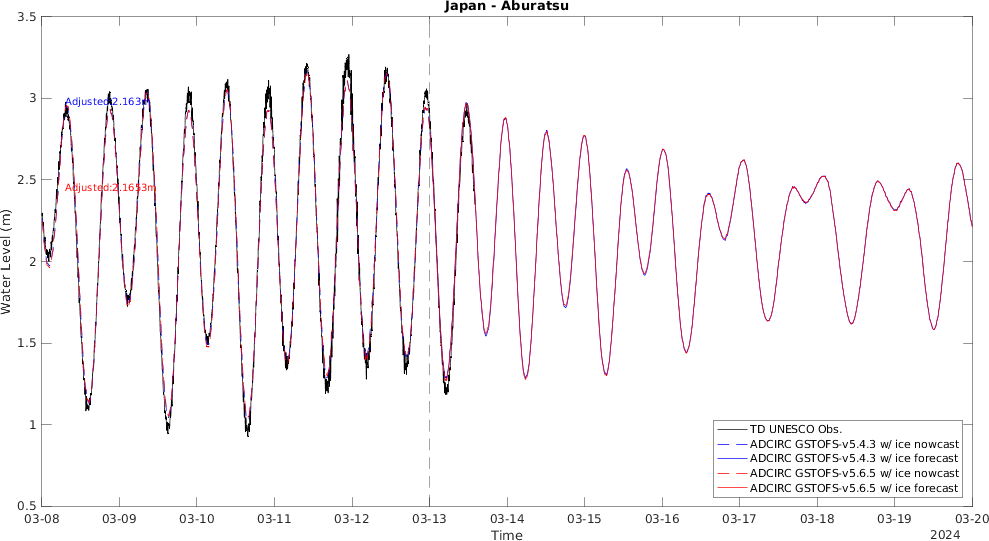 Japan - Aburatsu
3.5
3
2.5
2
1.5
1
0.5
Water Level (m)
Adjusted:2.163m
Adjusted:2.1653m
TD UNESCO Obs.
ADCIRC GSTOFS-v5.4.3 w/ ice nowcast
ADCIRC GSTOFS-v5.4.3 w/ ice forecast
ADCIRC GSTOFS-v5.6.5 w/ ice nowcast
ADCIRC GSTOFS-v5.6.5 w/ ice forecast
03-08 03-09 03-10 03-11 03-12 03-13 03-14 03-15 03-16 03-17 03-18 03-19 03-20
Time
2024